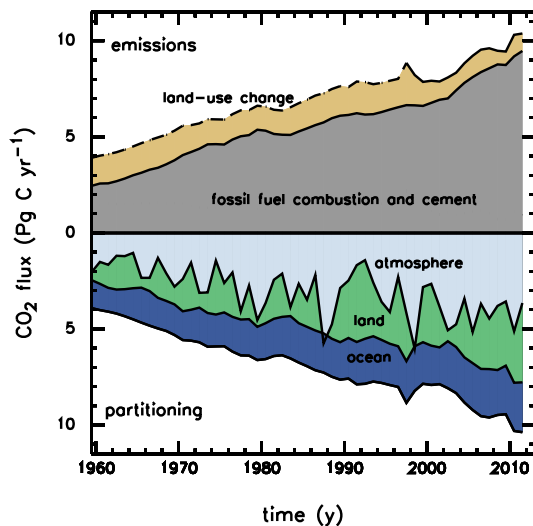 emissions
land-use change
fossil fuel combustion and cement
atmosphere
land
ocean
partitioning
CO₂ flux (Pg C yr⁻¹)
10
5
0
5
10
1960 1970 1980 1990 2000 2010
time (y)